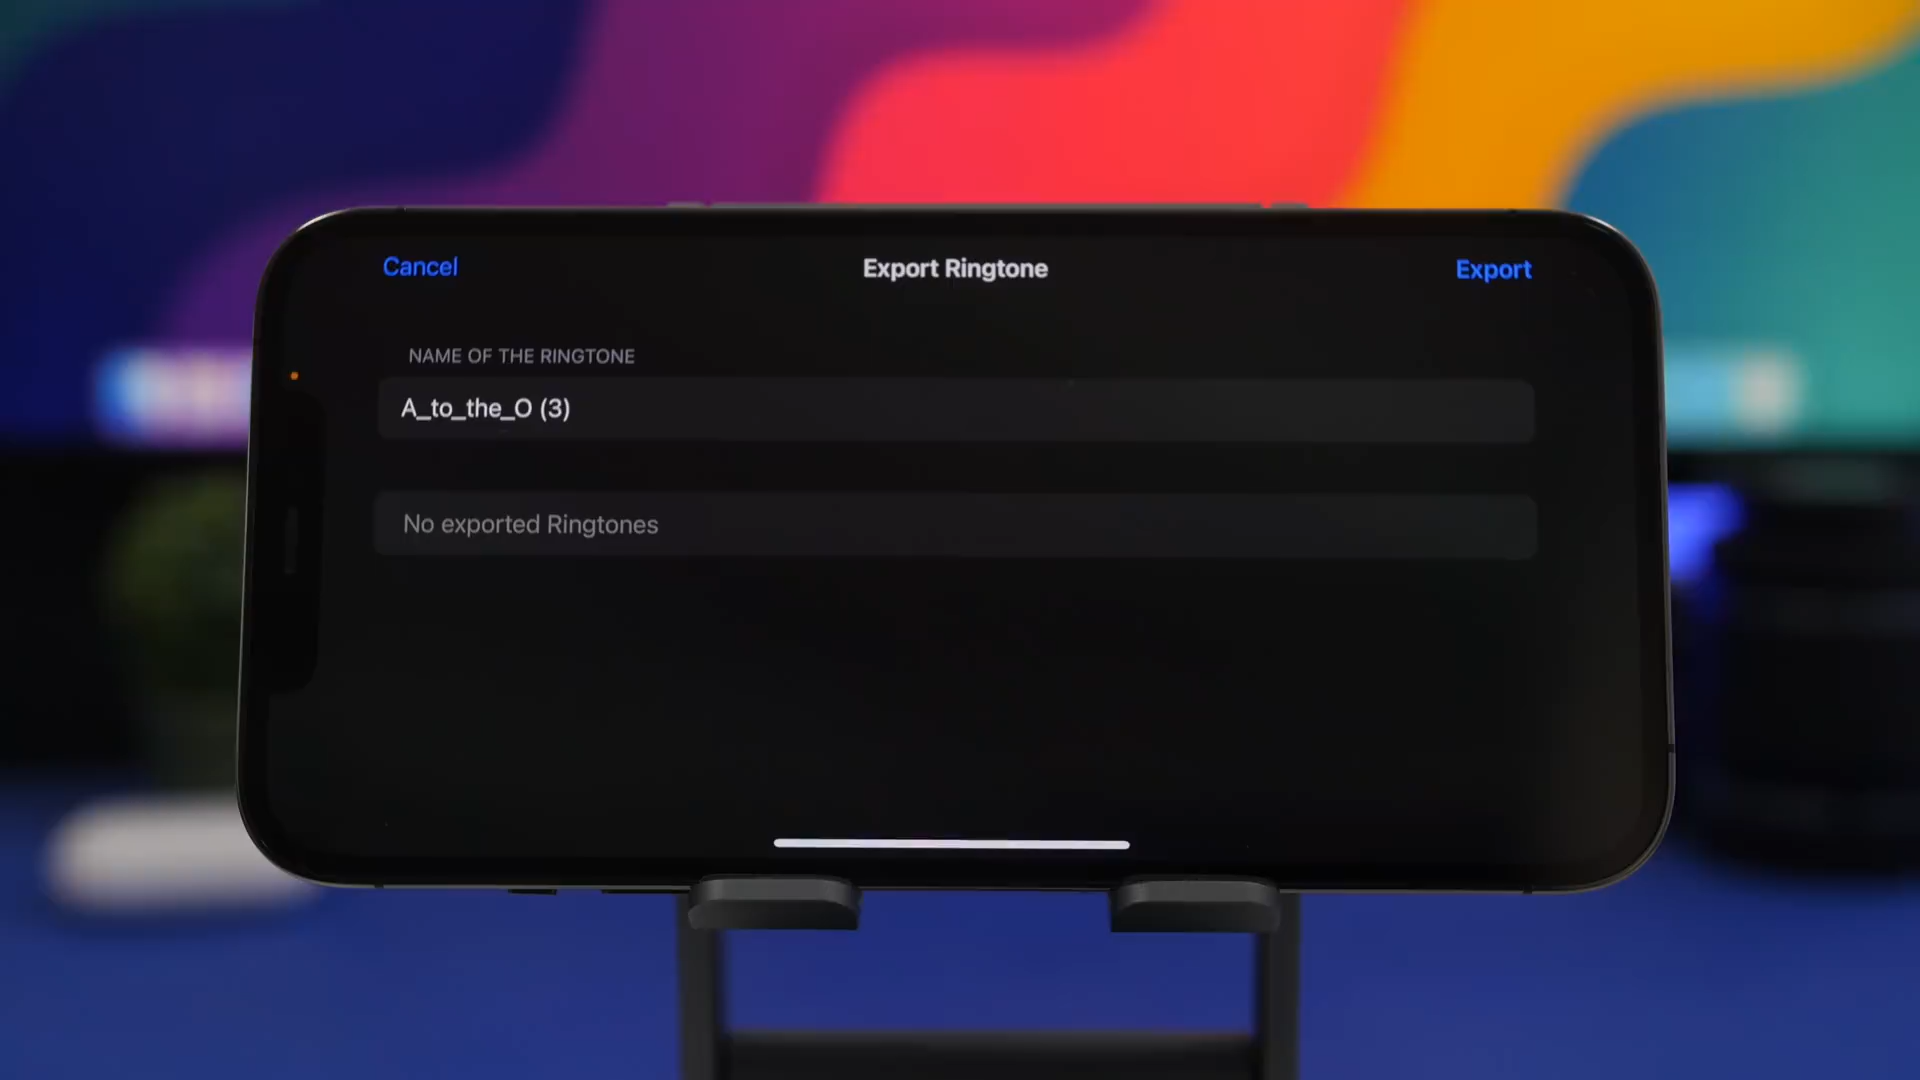 Cancel
Export Ringtone
Export
NAME OF THE RINGTONE
A_to_the_O (3)
No exported Ringtones